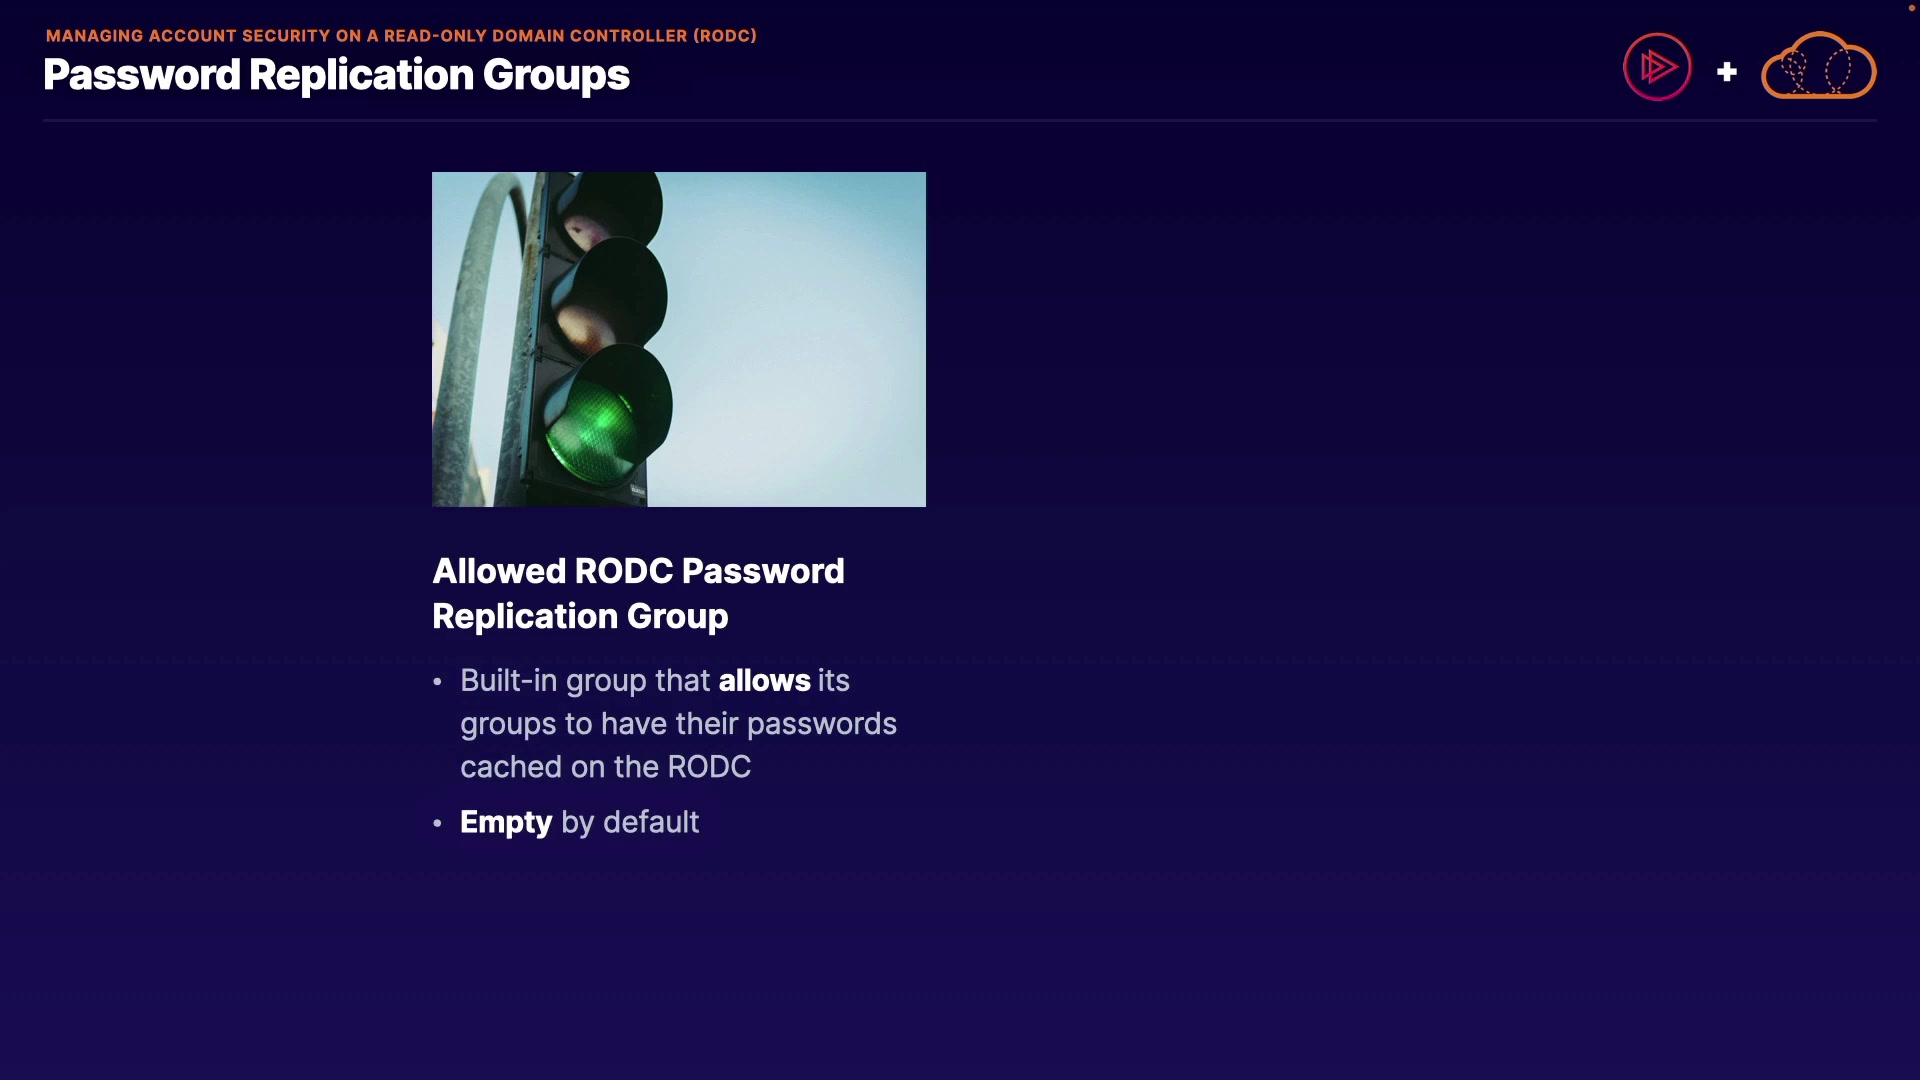 MANAGING ACCOUNT SECURITY ON A READ-ONLY DOMAIN CONTROLLER (RODC)
Password Replication Groups
+
Allowed RODC Password
Replication Group
• Built-in group that allows its
groups to have their passwords
cached on the RODC
• Empty by default